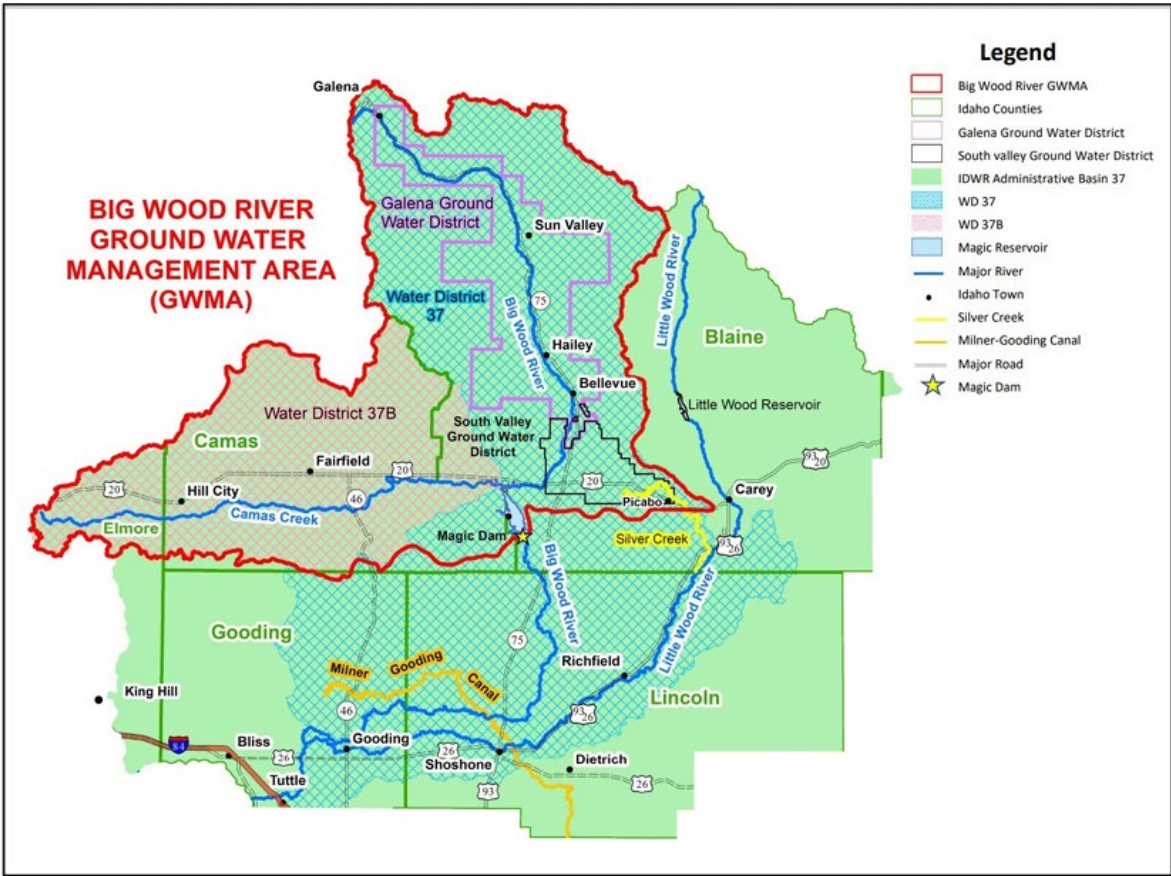 Galena
BIG WOOD RIVER
GROUND WATER
MANAGEMENT AREA
(GWMA)
Galena Ground
Water District
Sun Valley
Water District
37
75
Big Wood River
Hailey
Bellevue
Little Wood River
Blaine
Little Wood Reservoir
Water District 37B
South Valley
Ground Water
District
Camas
Fairfield
20
20
46
20
93
20
Hill City
Camas Creek
Elmore
Picabo
Carey
Magic Dam
Silver Creek
93
26
Big Wood River
Little Wood River
Gooding
75
Richfield
Milner
Gooding
Canal
Lincoln
King Hill
46
93
26
84
Bliss
26
Gooding
26
Shoshone
Dietrich
26
Tuttle
93
Legend
Big Wood River GWMA
Idaho Counties
Galena Ground Water District
South valley Ground Water District
IDWR Administrative Basin 37
WD 37
WD 37B
Magic Reservoir
Major River
Idaho Town
Silver Creek
Milner-Gooding Canal
Major Road
Magic Dam